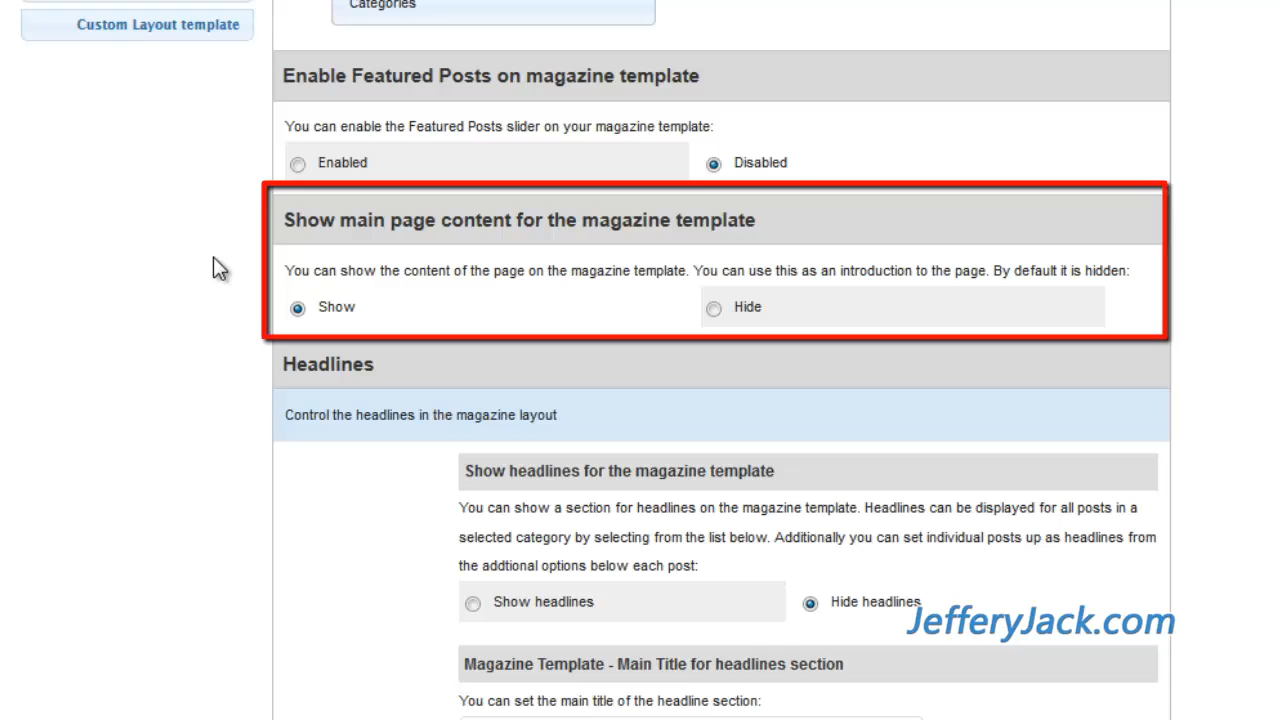 Categories
Custom Layout template
Enable Featured Posts on magazine template
You can enable the Featured Posts slider on your magazine template:
Enabled
Disabled
Show main page content for the magazine template
You can show the content of the page on the magazine template. You can use this as an introduction to the page. By default it is hidden:
Show
Hide
Headlines
Control the headlines in the magazine layout
Show headlines for the magazine template
You can show a section for headlines on the magazine template. Headlines can be displayed for all posts in a
selected category by selecting from the list below. Additionally you can set individual posts up as headlines from
the addtional options below each post:
Show headlines
Hide headlines
JefferyJack.com
Magazine Template - Main Title for headlines section
You can set the main title of the headline section: